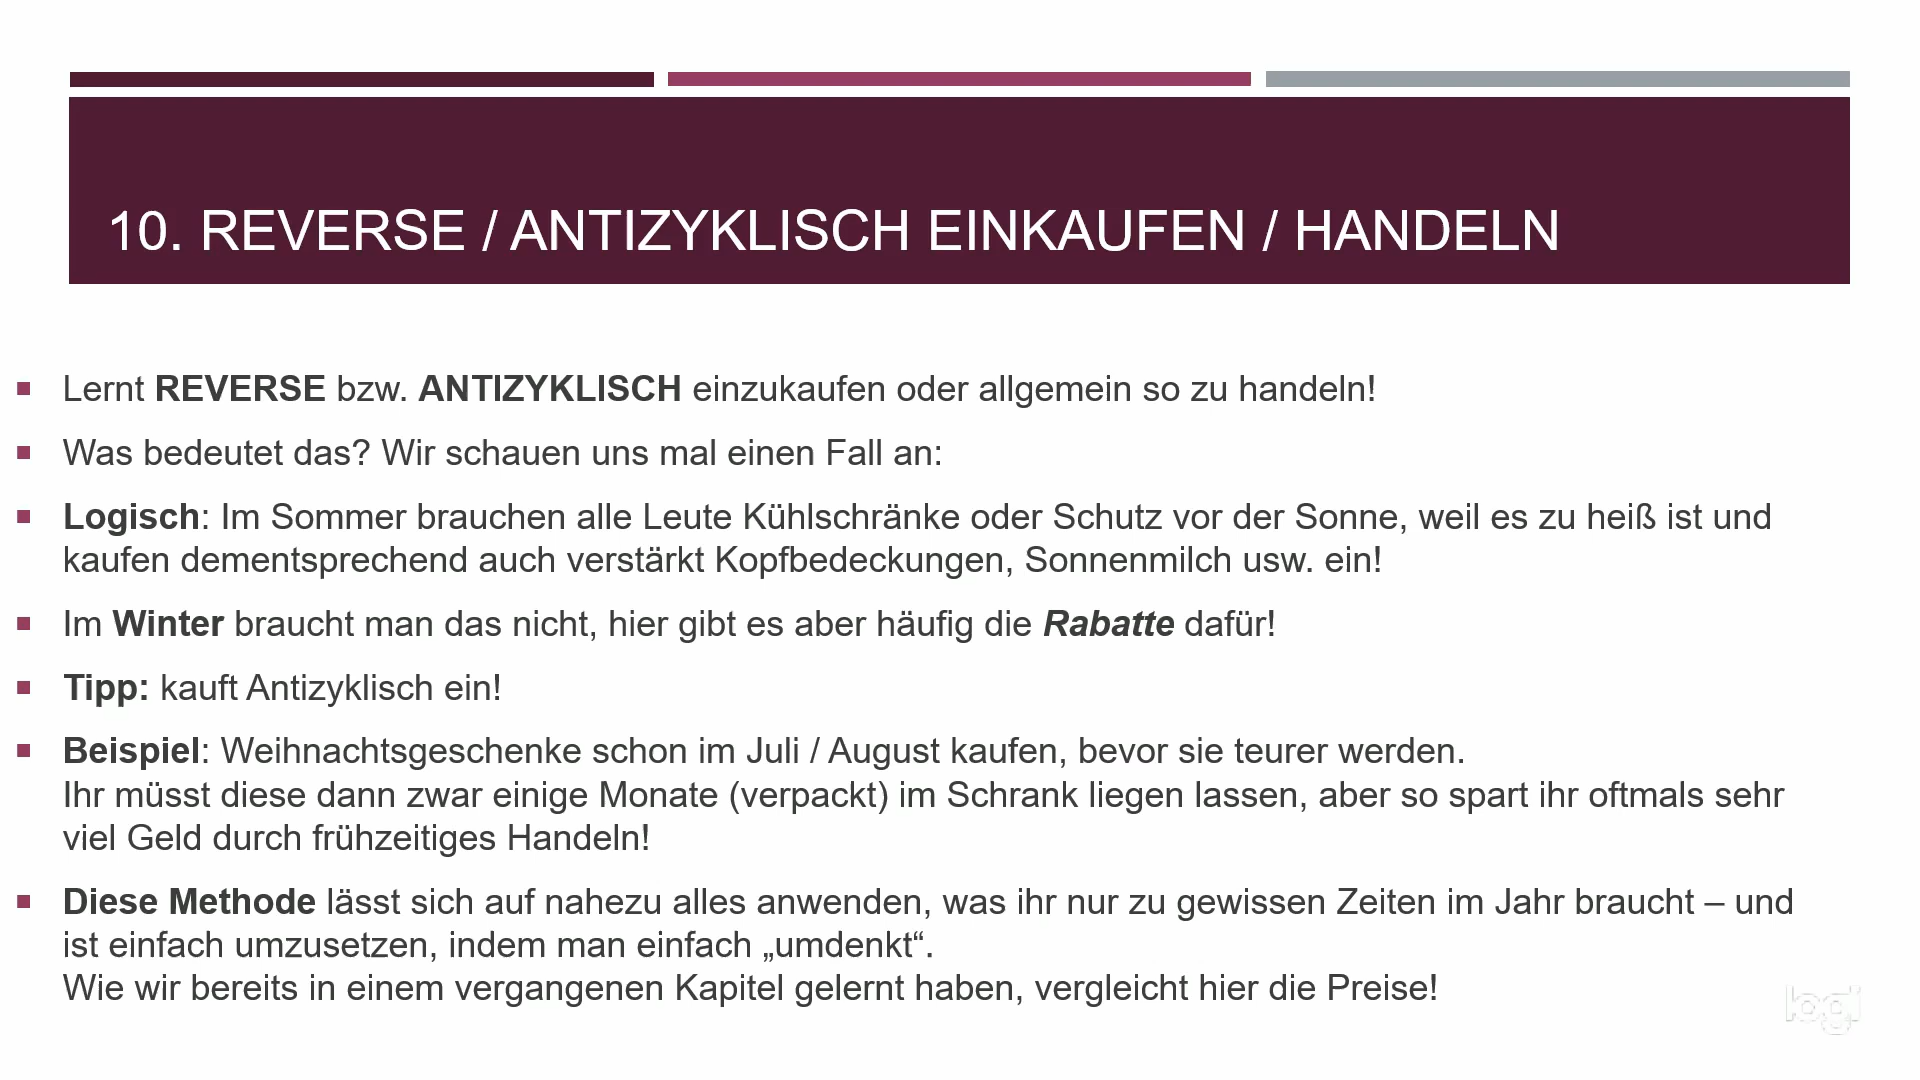 10. REVERSE / ANTIZYKLISCH EINKAUFEN / HANDELN
▪ Lernt REVERSE bzw. ANTIZYKLISCH einzukaufen oder allgemein so zu handeln!
▪ Was bedeutet das? Wir schauen uns mal einen Fall an:
▪ Logisch: Im Sommer brauchen alle Leute Kühlschränke oder Schutz vor der Sonne, weil es zu heiß ist und
kaufen dementsprechend auch verstärkt Kopfbedeckungen, Sonnenmilch usw. ein!
▪ Im Winter braucht man das nicht, hier gibt es aber häufig die Rabatte dafür!
▪ Tipp: kauft Antizyklisch ein!
▪ Beispiel: Weihnachtsgeschenke schon im Juli / August kaufen, bevor sie teurer werden.
Ihr müsst diese dann zwar einige Monate (verpackt) im Schrank liegen lassen, aber so spart ihr oftmals sehr
viel Geld durch frühzeitiges Handeln!
▪ Diese Methode lässt sich auf nahezu alles anwenden, was ihr nur zu gewissen Zeiten im Jahr braucht – und
ist einfach umzusetzen, indem man einfach „umdenkt“.
Wie wir bereits in einem vergangenen Kapitel gelernt haben, vergleicht hier die Preise!
logi